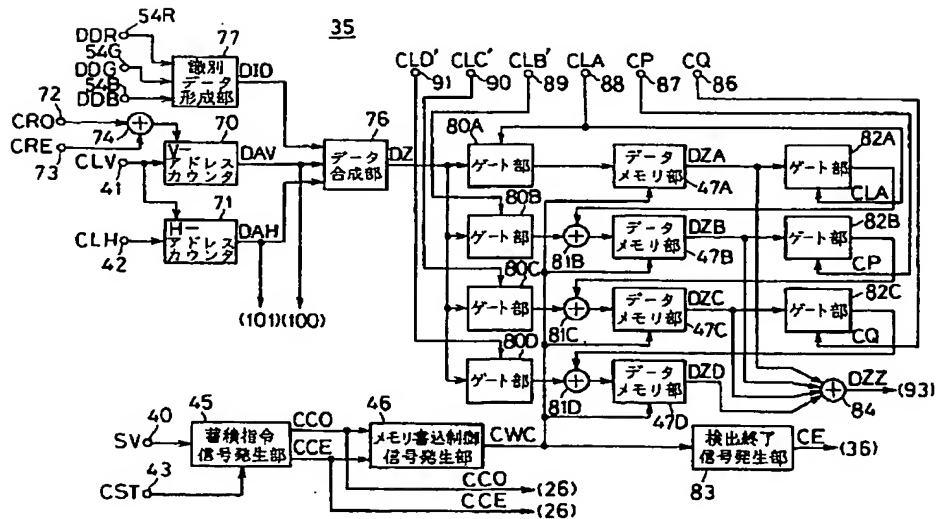 35
54R
DDR
54G
DDG
54B
DDB
77
識別
データ
形成部
DID
72
CRO
CRE
73
74
70
V-
アドレス
カウンタ
DAV
CLV
41
71
H-
アドレス
カウンタ
DAH
CLH
42
(101)
(100)
76
データ
合成部
DZ
CLD'
91
CLC'
90
CLB'
89
CLA
88
CP
87
CQ
86
80A
ゲート部
データ
メモリ部
47A
DZA
82A
ゲート部
CLA
80B
ゲート部
81B
データ
メモリ部
47B
DZB
82B
ゲート部
CP
80C
ゲート部
81C
データ
メモリ部
47C
DZC
82C
ゲート部
CQ
80D
ゲート部
81D
データ
メモリ部
47D
DZD
DZZ
(93)
84
40
SV
43
CST
45
蓄検指令
信号発生部
CCO
CCE
46
メモリ書込制御
信号発生部
CWC
CCO
(26)
CCE
(26)
検出終了
信号発生部
83
CE
(36)